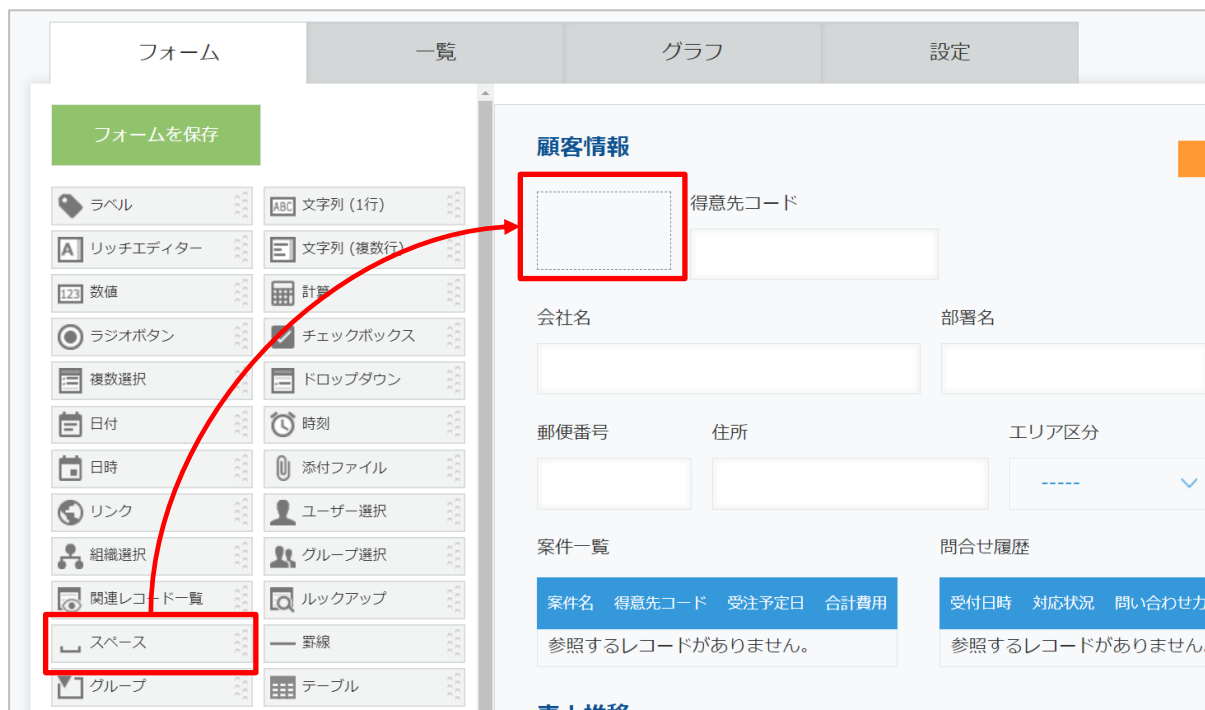 フォーム 一覧 グラフ 設定
フォームを保存
ラベル
ABC 文字列 (1行)
A リッチエディター
文字列 (複数行)
123 数値
計算
ラジオボタン
チェックボックス
複数選択
ドロップダウン
日付
時刻
日時
添付ファイル
リンク
ユーザー選択
組織選択
グループ選択
関連レコード一覧
ルックアップ
スペース
罫線
グループ
テーブル
顧客情報
得意先コード
会社名 部署名
郵便番号 住所 エリア区分
-----
案件一覧 問合せ履歴
案件名 得意先コード 受注予定日 合計費用 受付日時 対応状況 問い合わせカ
参照するレコードがありません。 参照するレコードがありません。